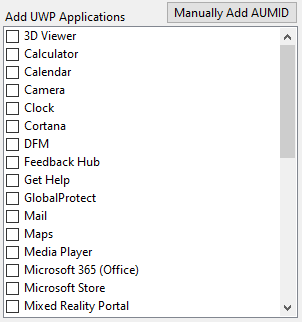 Add UWP Applications
Manually Add AUMID
3D Viewer
Calculator
Calendar
Camera
Clock
Cortana
DFM
Feedback Hub
Get Help
GlobalProtect
Mail
Maps
Media Player
Microsoft 365 (Office)
Microsoft Store
Mixed Reality Portal